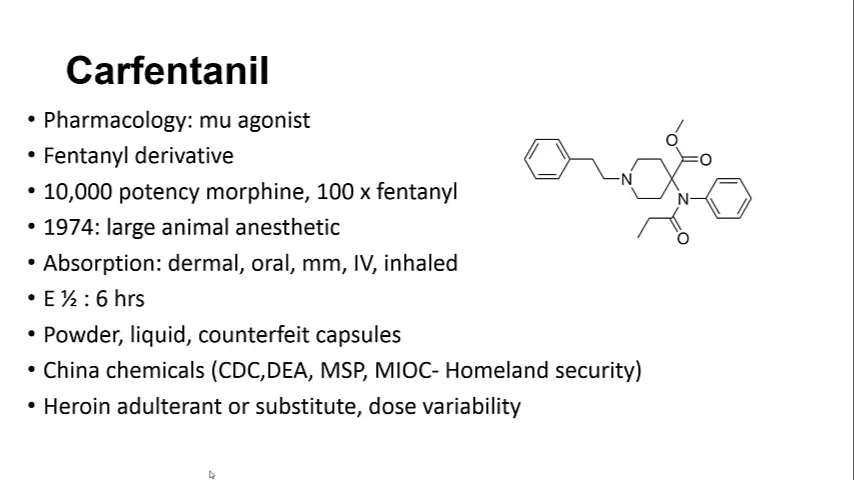 Carfentanil
• Pharmacology: mu agonist
• Fentanyl derivative
• 10,000 potency morphine, 100 x fentanyl
• 1974: large animal anesthetic
• Absorption: dermal, oral, mm, IV, inhaled
• E ½ : 6 hrs
• Powder, liquid, counterfeit capsules
• China chemicals (CDC,DEA, MSP, MIOC- Homeland security)
• Heroin adulterant or substitute, dose variability
O
O
N
N
O